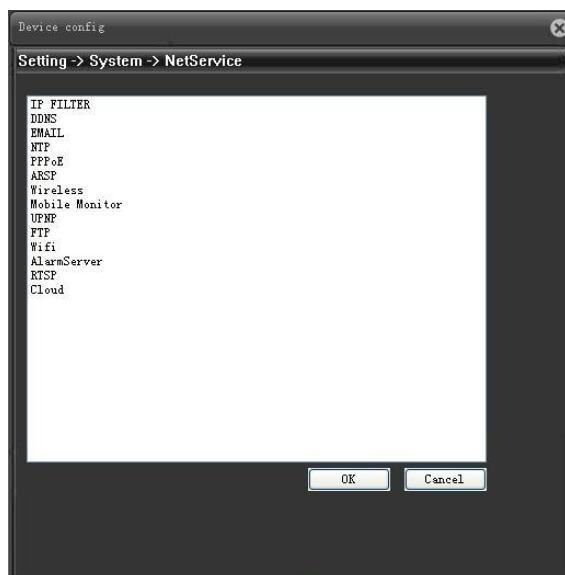 Device config
Setting -> System -> NetService
IP FILTER
DDNS
EMAIL
NTP
PPPoE
ARSP
Wireless
Mobile Monitor
UPNP
FTP
Wifi
AlarmServer
RTSP
Cloud
OK
Cancel